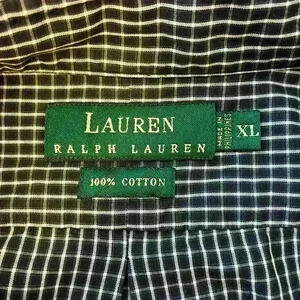 LAUREN
RALPH LAUREN
MADE IN
PHILIPPINES
XL
100% COTTON